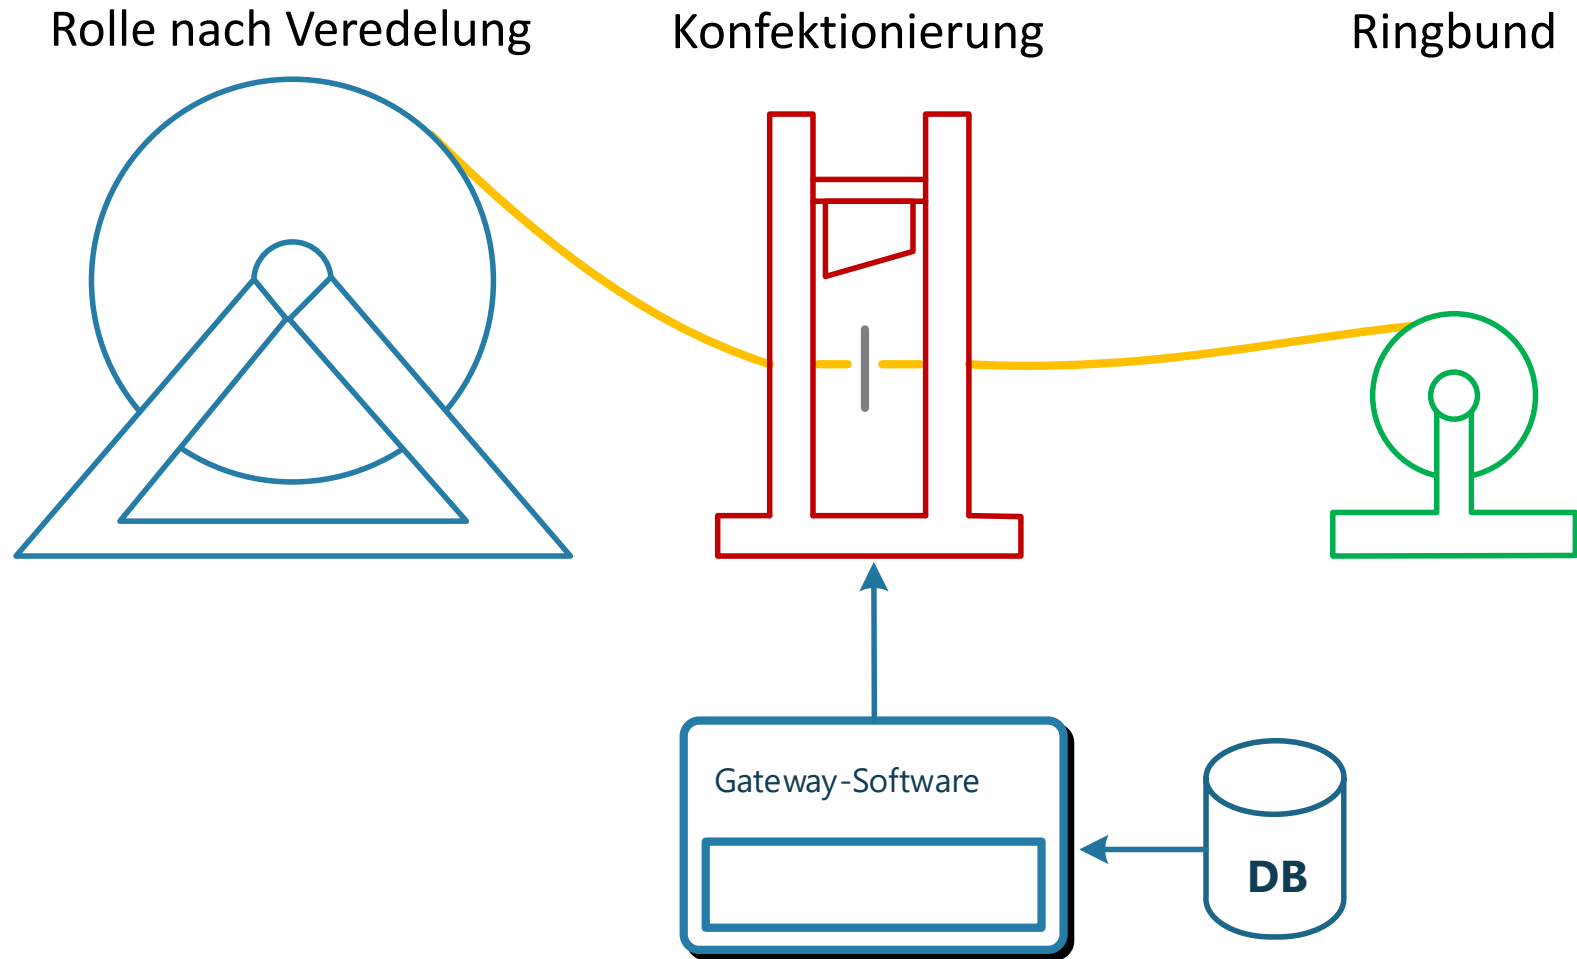 Rolle nach Veredelung
Konfektionierung
Ringbund
Gateway-Software
DB